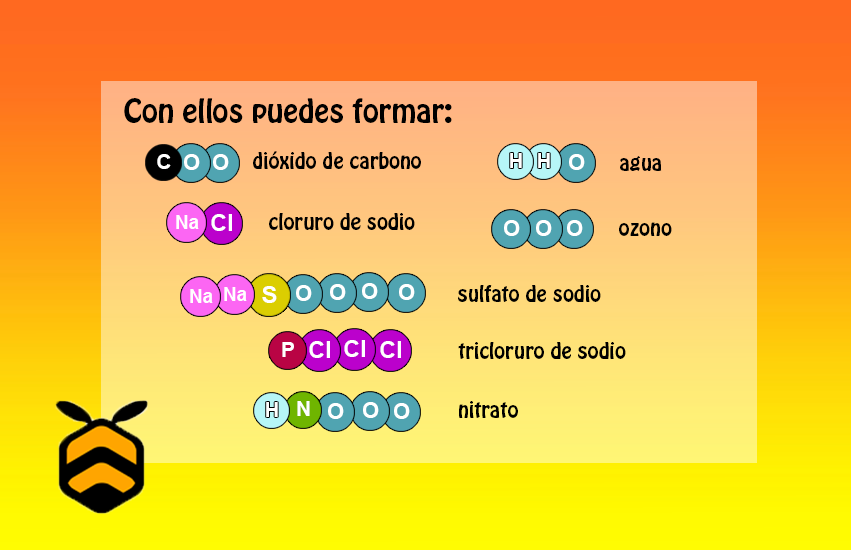 Con ellos puedes formar:
C O O dióxido de carbono
H H O agua
Na Cl cloruro de sodio
O O O ozono
Na Na S O O O O sulfato de sodio
P Cl Cl Cl tricloruro de sodio
H N O O O nitrato